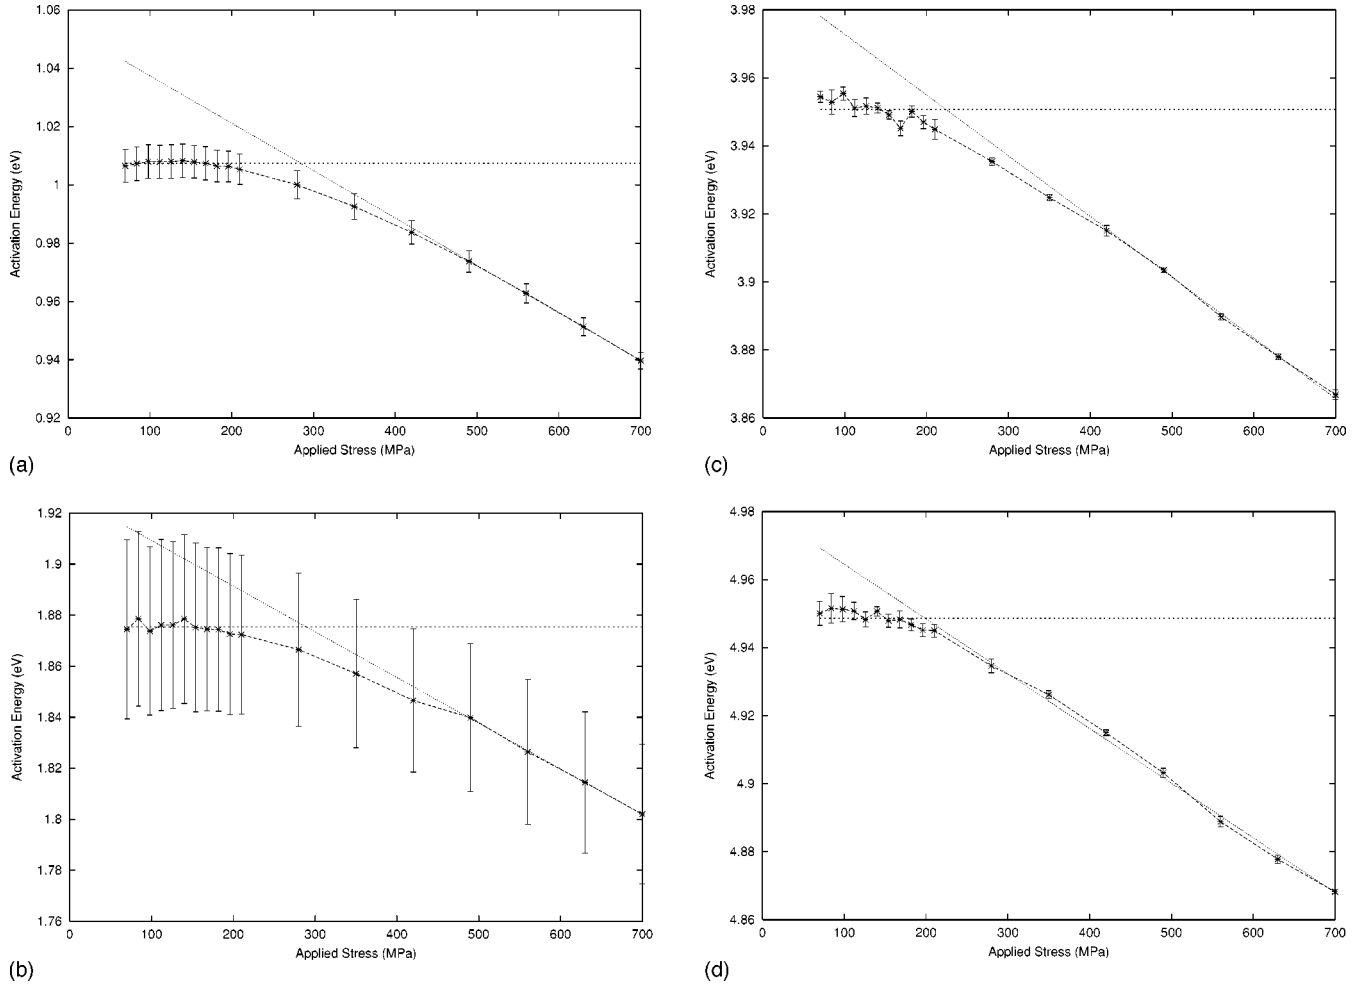 1.06
1.04
1.02
1
0.98
0.96
0.94
0.92
0 100 200 300 400 500 600 700
Activation Energy (eV)
Applied Stress (MPa)
(a)
3.98
3.96
3.94
3.92
3.9
3.88
3.86
0 100 200 300 400 500 600 700
Activation Energy (eV)
Applied Stress (MPa)
(c)
1.92
1.9
1.88
1.86
1.84
1.82
1.8
1.78
1.76
0 100 200 300 400 500 600 700
Activation Energy (eV)
Applied Stress (MPa)
(b)
4.98
4.96
4.94
4.92
4.9
4.88
4.86
0 100 200 300 400 500 600 700
Activation Energy (eV)
Applied Stress (MPa)
(d)